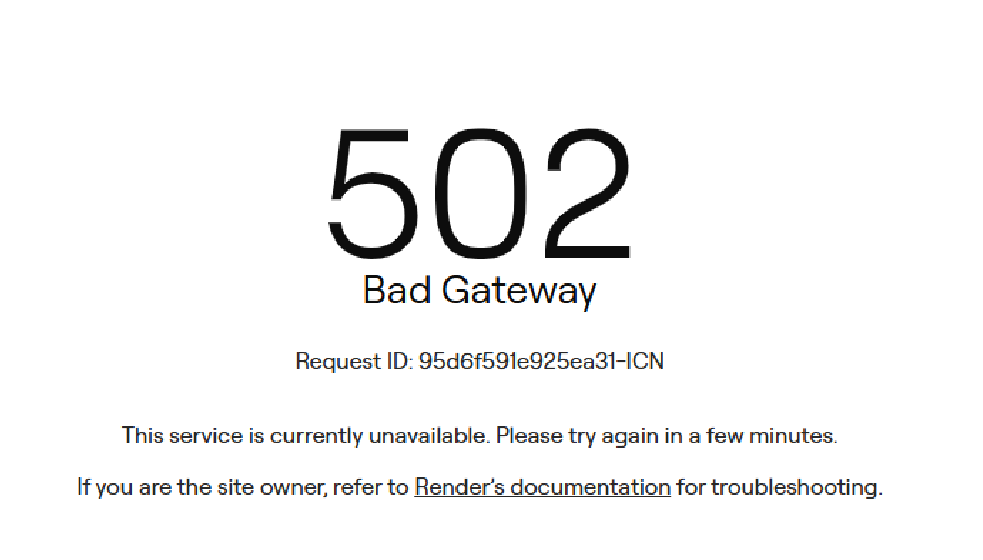 502
Bad Gateway
Request ID: 95d6f591e925ea31-ICN
This service is currently unavailable. Please try again in a few minutes.
If you are the site owner, refer to Render's documentation for troubleshooting.